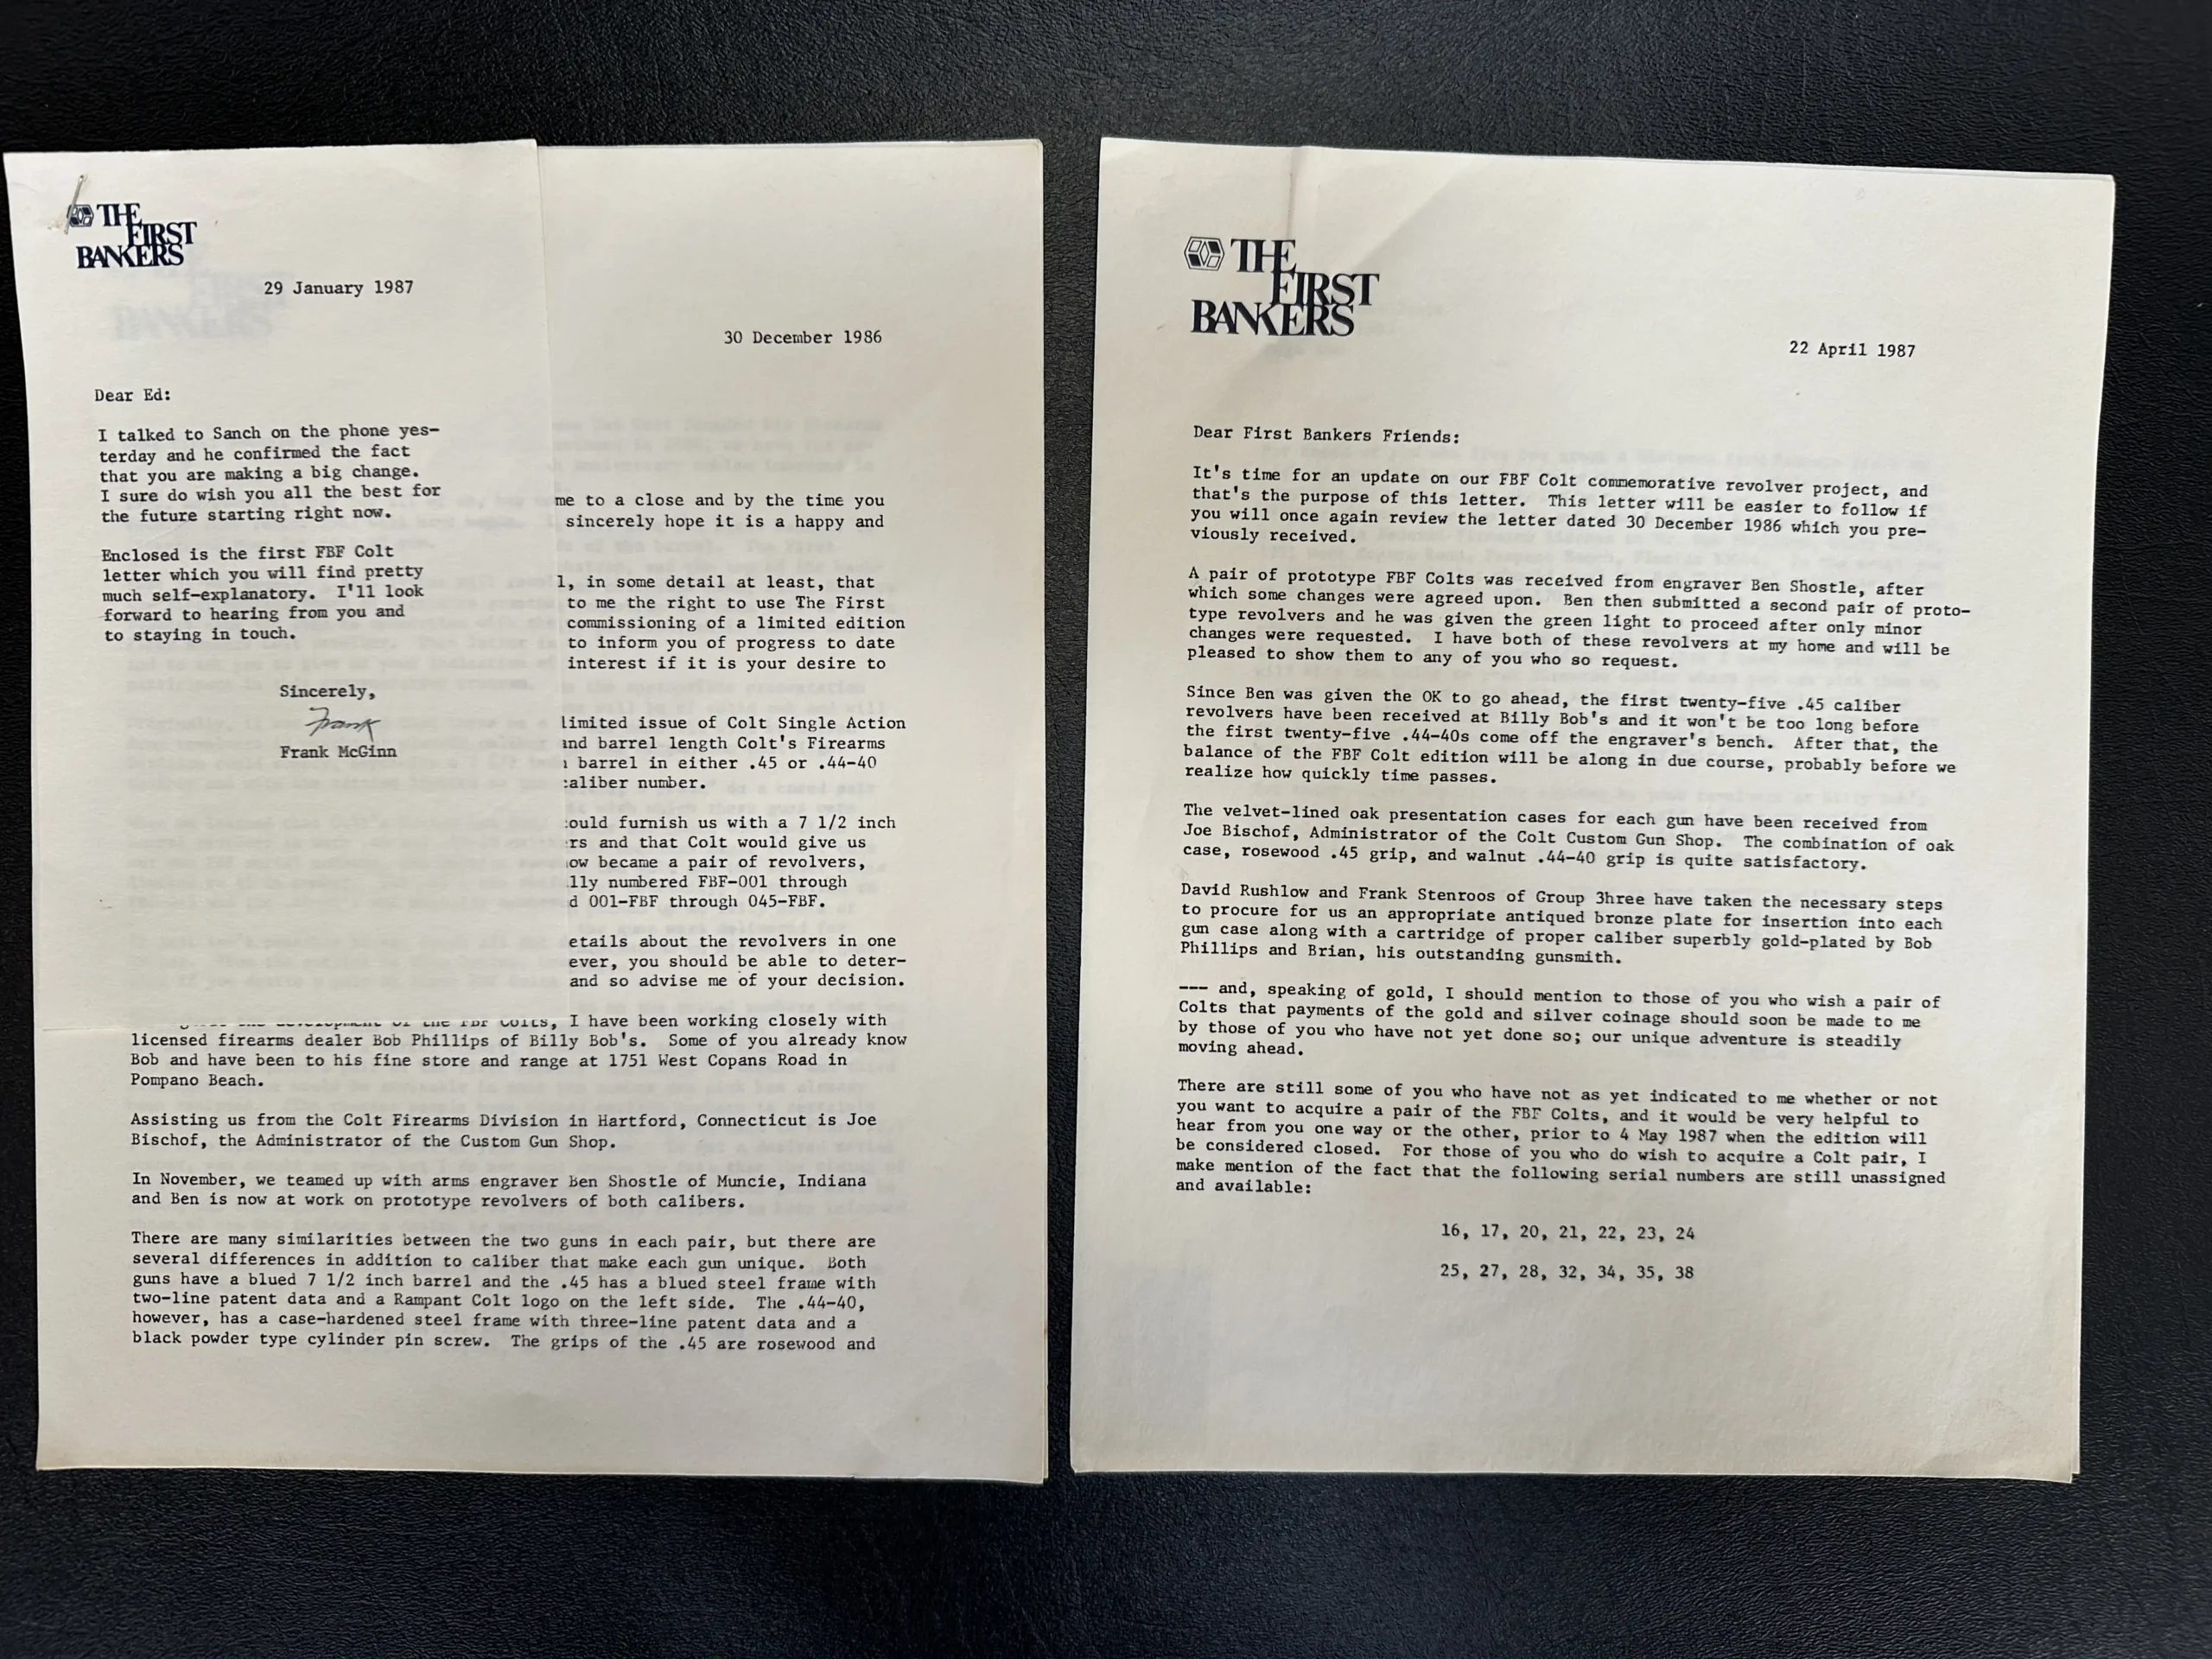 THE
FIRST
BANKERS
29 January 1987
Dear Ed:
I talked to Sanch on the phone yes-
terday and he confirmed the fact
that you are making a big change.
I sure do wish you all the best for
the future starting right now.
Enclosed is the first FBF Colt
letter which you will find pretty
much self-explanatory. I'll look
forward to hearing from you and
to staying in touch.
Sincerely,
Frank
Frank McGinn
30 December 1986
me to a close and by the time you
sincerely hope it is a happy and
l, in some detail at least, that
to me the right to use The First
commissioning of a limited edition
to inform you of progress to date
interest if it is your desire to
limited issue of Colt Single Action
and barrel length Colt's Firearms
barrel in either .45 or .44-40
caliber number.
could furnish us with a 7 1/2 inch
rs and that Colt would give us
ow became a pair of revolvers,
lly numbered FBF-001 through
d 001-FBF through 045-FBF.
etails about the revolvers in one
ever, you should be able to deter-
and so advise me of your decision.
development of the FBF Colts, I have been working closely with
licensed firearms dealer Bob Phillips of Billy Bob's. Some of you already know
Bob and have been to his fine store and range at 1751 West Copans Road in
Pompano Beach.
Assisting us from the Colt Firearms Division in Hartford, Connecticut is Joe
Bischof, the Administrator of the Custom Gun Shop.
In November, we teamed up with arms engraver Ben Shostle of Muncie, Indiana
and Ben is now at work on prototype revolvers of both calibers.
There are many similarities between the two guns in each pair, but there are
several differences in addition to caliber that make each gun unique. Both
guns have a blued 7 1/2 inch barrel and the .45 has a blued steel frame with
two-line patent data and a Rampant Colt logo on the left side. The .44-40,
however, has a case-hardened steel frame with three-line patent data and a
black powder type cylinder pin screw. The grips of the .45 are rosewood and
THE
FIRST
BANKERS
22 April 1987
Dear First Bankers Friends:
It's time for an update on our FBF Colt commemorative revolver project, and
that's the purpose of this letter. This letter will be easier to follow if
you will once again review the letter dated 30 December 1986 which you pre-
viously received.
A pair of prototype FBF Colts was received from engraver Ben Shostle, after
which some changes were agreed upon. Ben then submitted a second pair of proto-
type revolvers and he was given the green light to proceed after only minor
changes were requested. I have both of these revolvers at my home and will be
pleased to show them to any of you who so request.
Since Ben was given the OK to go ahead, the first twenty-five .45 caliber
revolvers have been received at Billy Bob's and it won't be too long before
the first twenty-five .44-40s come off the engraver's bench. After that, the
balance of the FBF Colt edition will be along in due course, probably before we
realize how quickly time passes.
The velvet-lined oak presentation cases for each gun have been received from
Joe Bischof, Administrator of the Colt Custom Gun Shop. The combination of oak
case, rosewood .45 grip, and walnut .44-40 grip is quite satisfactory.
David Rushlow and Frank Stenroos of Group 3hree have taken the necessary steps
to procure for us an appropriate antiqued bronze plate for insertion into each
gun case along with a cartridge of proper caliber superbly gold-plated by Bob
Phillips and Brian, his outstanding gunsmith.
--- and, speaking of gold, I should mention to those of you who wish a pair of
Colts that payments of the gold and silver coinage should soon be made to me
by those of you who have not yet done so; our unique adventure is steadily
moving ahead.
There are still some of you who have not as yet indicated to me whether or not
you want to acquire a pair of the FBF Colts, and it would be very helpful to
hear from you one way or the other, prior to 4 May 1987 when the edition will
be considered closed. For those of you who do wish to acquire a Colt pair, I
make mention of the fact that the following serial numbers are still unassigned
and available:
16, 17, 20, 21, 22, 23, 24
25, 27, 28, 32, 34, 35, 38